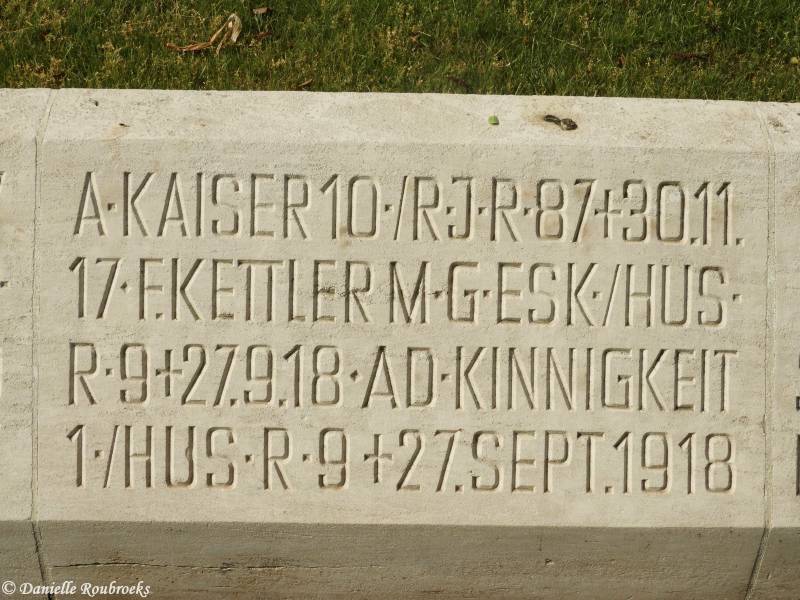 A·KAISER 10·/R·J·R·87+30.11.
17·F.KETTLER M·G·ESK·/HUS·
R·9+27.9.18·AD·KINNIGKEIT
1·/HUS·R·9+27.SEPT.1918
© Danielle Roubroeks